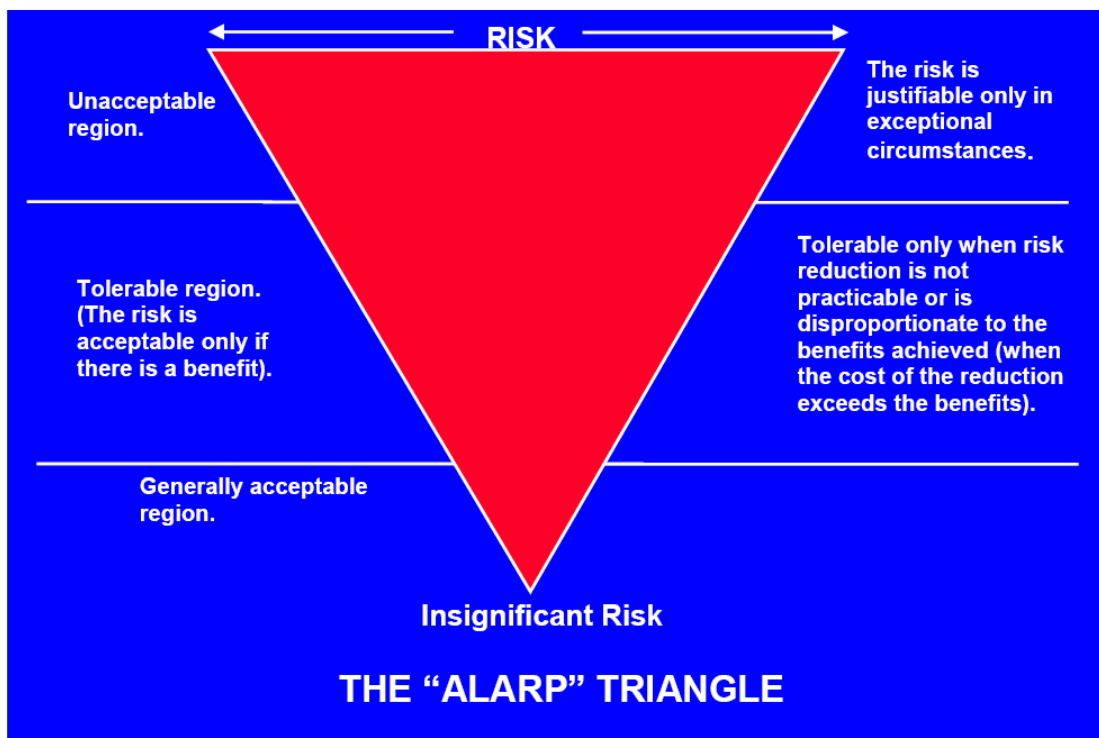 RISK
Unacceptable
region.
The risk is
justifiable only in
exceptional
circumstances.
Tolerable region.
(The risk is
acceptable only if
there is a benefit).
Tolerable only when risk
reduction is not
practicable or is
disproportionate to the
benefits achieved (when
the cost of the reduction
exceeds the benefits).
Generally acceptable
region.
Insignificant Risk
THE “ALARP” TRIANGLE